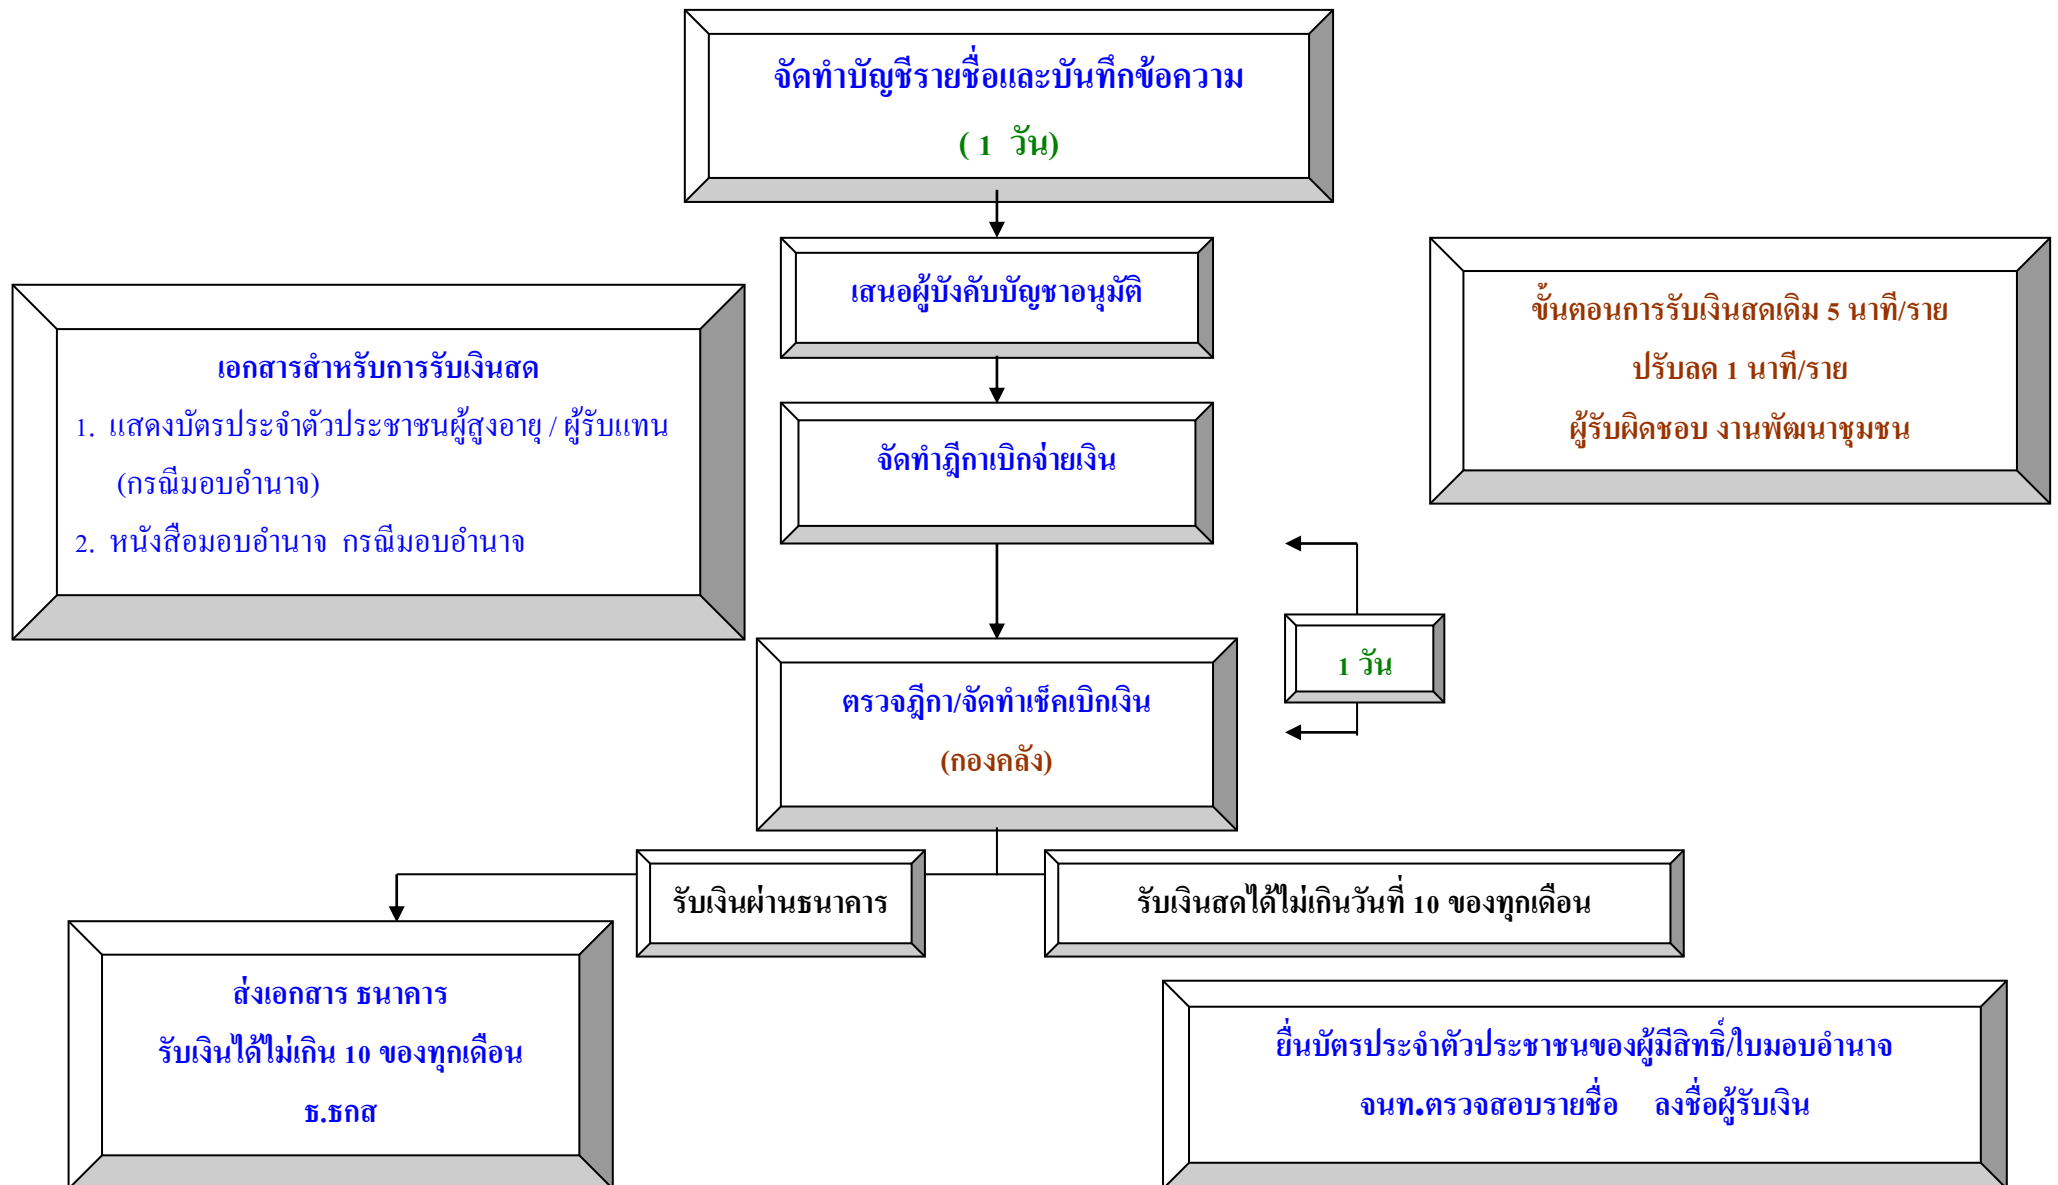 จัดทำบัญชีรายชื่อและบันทึกข้อความ
( 1 วัน)
เสนอผู้บังคับบัญชาอนุมัติ
ขั้นตอนการรับเงินสดเดิม 5 นาที/ราย
ปรับลด 1 นาที/ราย
ผู้รับผิดชอบ งานพัฒนาชุมชน
เอกสารสำหรับการรับเงินสด
1. แสดงบัตรประจำตัวประชาชนผู้สูงอายุ / ผู้รับแทน
(กรณีมอบอำนาจ)
2. หนังสือมอบอำนาจ กรณีมอบอำนาจ
จัดทำฎีกาเบิกจ่ายเงิน
1 วัน
ตรวจฎีกา/จัดทำเช็คเบิกเงิน
(กองคลัง)
รับเงินผ่านธนาคาร
รับเงินสดได้ไม่เกินวันที่ 10 ของทุกเดือน
ส่งเอกสาร ธนาคาร
รับเงินได้ไม่เกิน 10 ของทุกเดือน
ธ.ธกส
ยื่นบัตรประจำตัวประชาชนของผู้มีสิทธิ์/ใบมอบอำนาจ
จนท.ตรวจสอบรายชื่อ ลงชื่อผู้รับเงิน